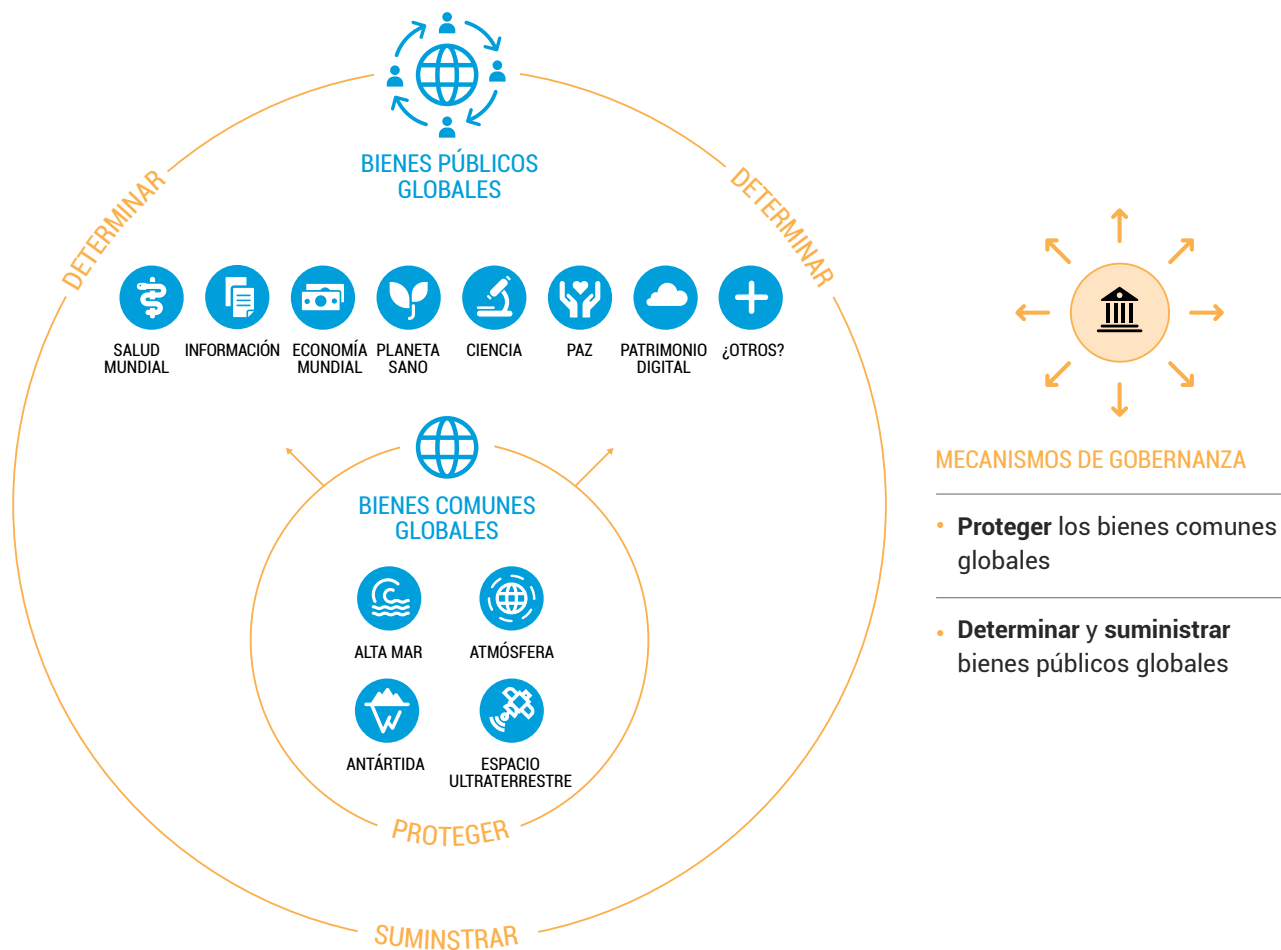 BIENES PÚBLICOS
GLOBALES
DETERMINAR
DETERMINAR
SALUD
MUNDIAL
INFORMACIÓN
ECONOMÍA
MUNDIAL
PLANETA
SANO
CIENCIA
PAZ
PATRIMONIO
DIGITAL
¿OTROS?
BIENES COMUNES
GLOBALES
ALTA MAR
ATMÓSFERA
ANTÁRTIDA
ESPACIO
ULTRATERRESTRE
PROTEGER
SUMINSTRAR
MECANISMOS DE GOBERNANZA
• Proteger los bienes comunes
globales
• Determinar y suministrar
bienes públicos globales